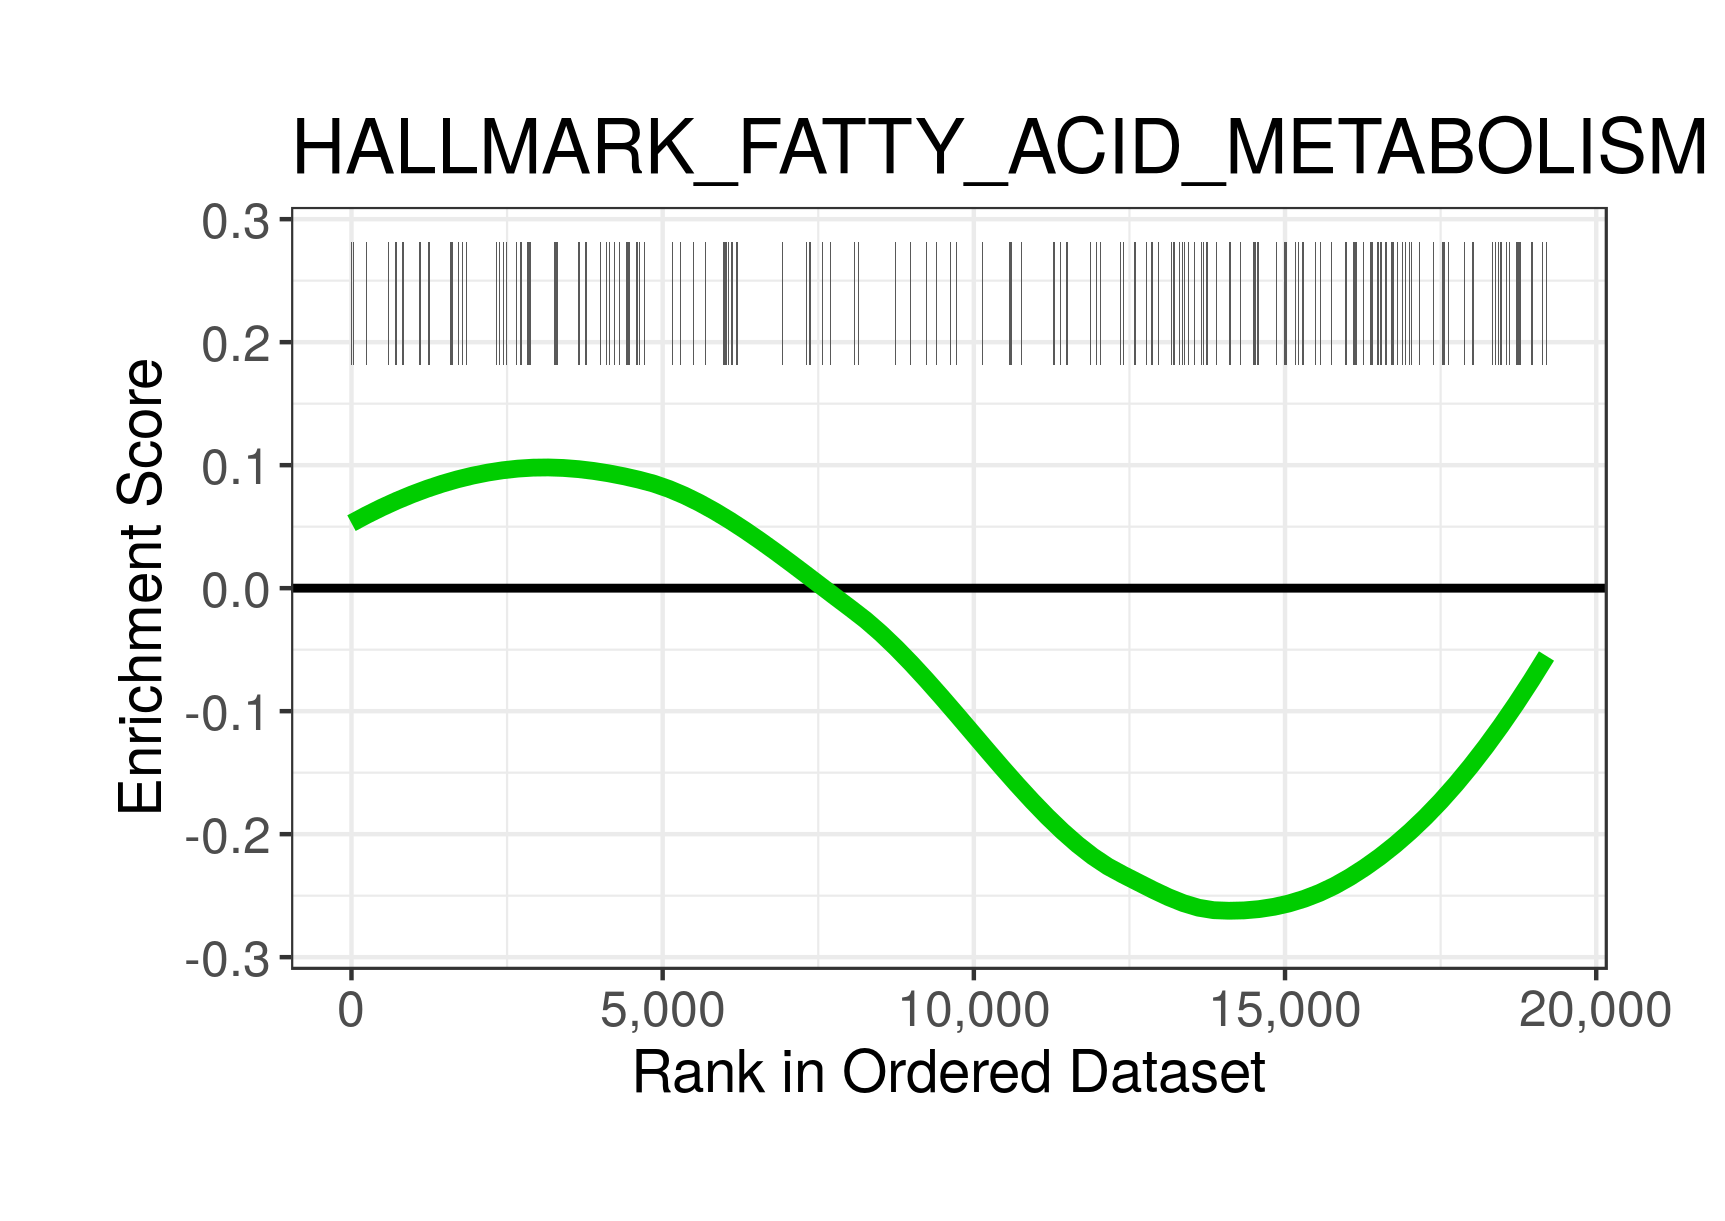 HALLMARK_FATTY_ACID_METABOLISM
Enrichment Score
0.3
0.2
0.1
0.0
-0.1
-0.2
-0.3
0 5,000 10,000 15,000 20,000
Rank in Ordered Dataset